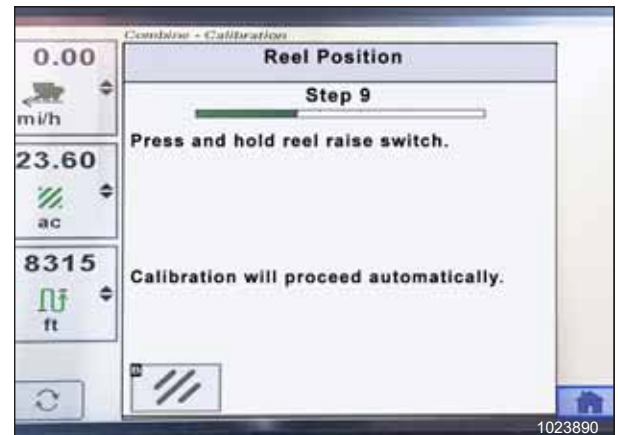 Combine - Calibration
Reel Position
Step 9
Press and hold reel raise switch.
Calibration will proceed automatically.
0.00
mi/h
23.60
ac
8315
ft
1023890